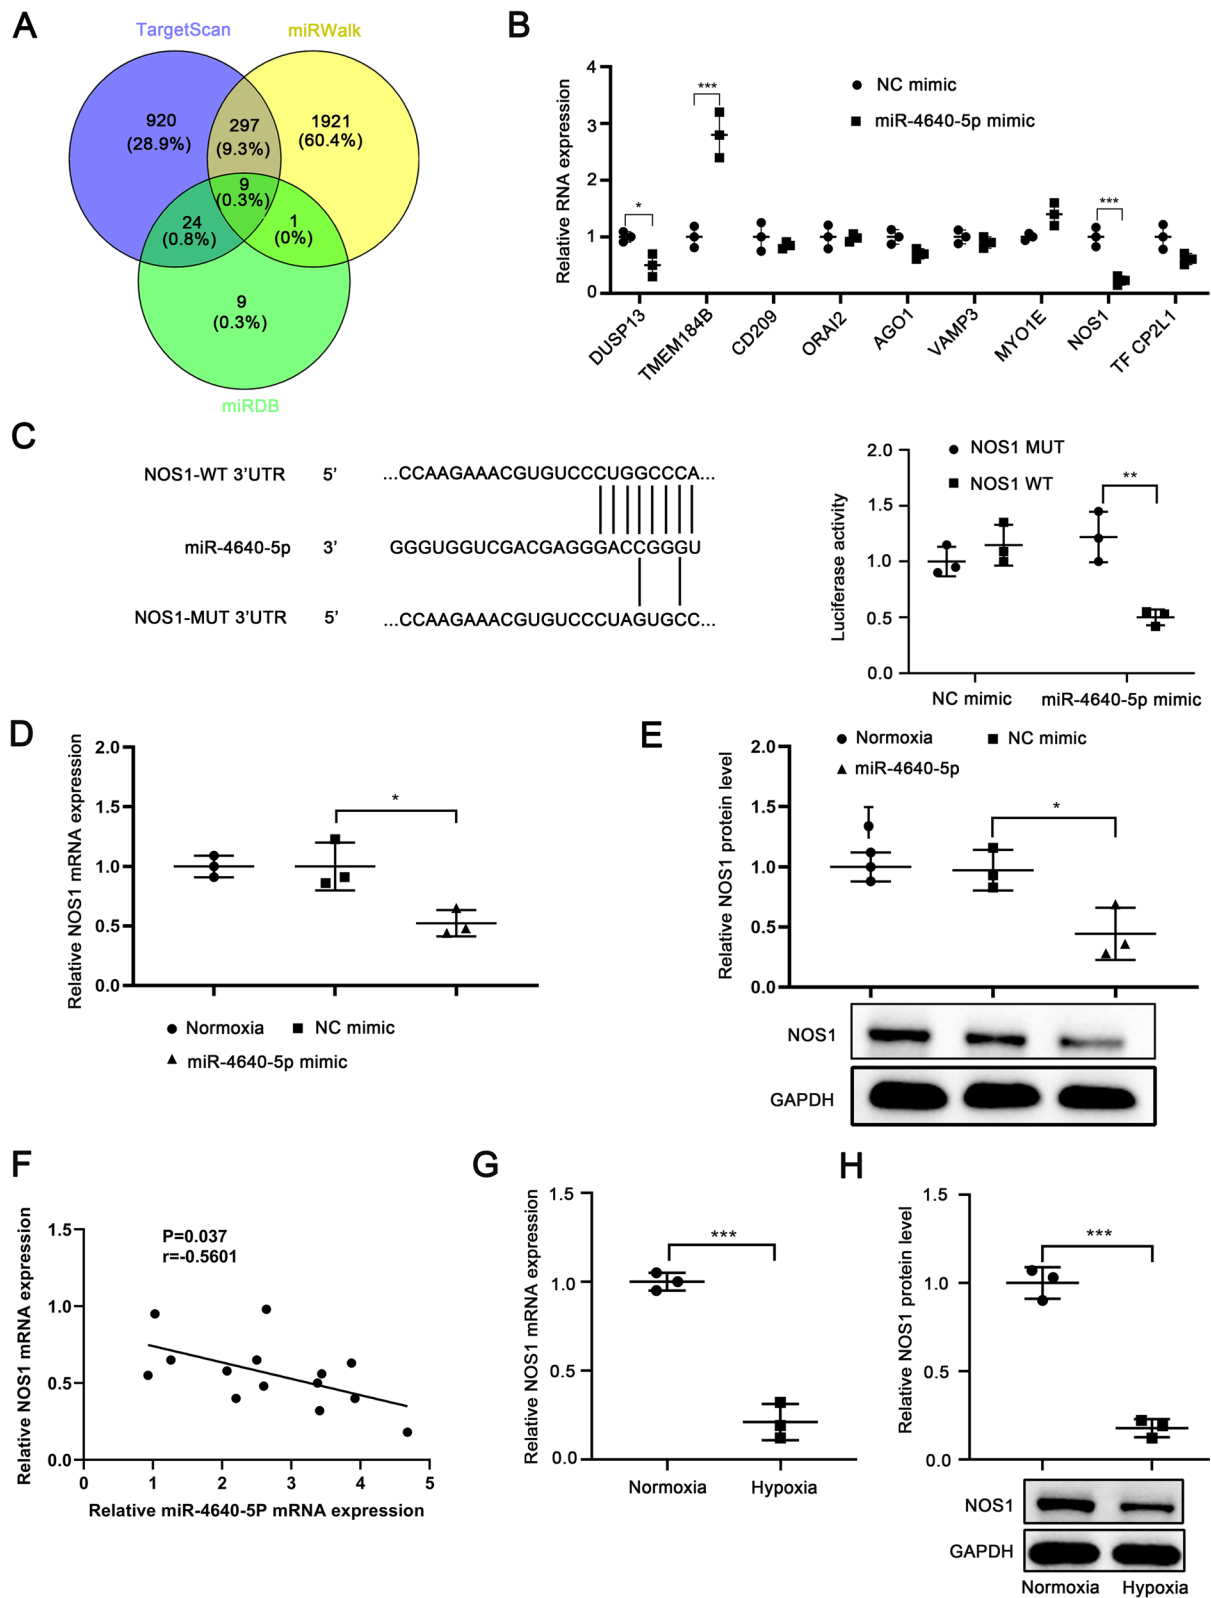 A
TargetScan
miRWalk
920
(28.9%)
297
(9.3%)
1921
(60.4%)
9
(0.3%)
24
(0.8%)
1
(0%)
9
(0.3%)
miRDB
B
Relative RNA expression
4
3
2
1
0
NC mimic
miR-4640-5p mimic
*
***
***
DUSP13
TMEM184B
CD209
ORAI2
AGO1
VAMP3
MYO1E
NOS1
TF CP2L1
C
NOS1-WT 3’UTR 5’ ...CCAAGAAACGUGUCCCUGGCCCA...
miR-4640-5p 3’ GGGUGGUCGACGAGGGACCGGGU
NOS1-MUT 3’UTR 5’ ...CCAAGAAACGUGUCCCUAGUGCC...
Luciferase activity
2.0
1.5
1.0
0.5
0.0
NOS1 MUT
NOS1 WT
**
NC mimic
miR-4640-5p mimic
D
Relative NOS1 mRNA expression
2.0
1.5
1.0
0.5
0.0
*
Normoxia
NC mimic
miR-4640-5p mimic
E
Relative NOS1 protein level
2.0
1.5
1.0
0.5
0.0
Normoxia
NC mimic
miR-4640-5p
*
NOS1
GAPDH
F
Relative NOS1 mRNA expression
1.5
1.0
0.5
0.0
P=0.037
r=-0.5601
0 1 2 3 4 5
Relative miR-4640-5P mRNA expression
G
Relative NOS1 mRNA expression
1.5
1.0
0.5
0.0
***
Normoxia
Hypoxia
H
Relative NOS1 protein level
1.5
1.0
0.5
0.0
***
NOS1
GAPDH
Normoxia
Hypoxia